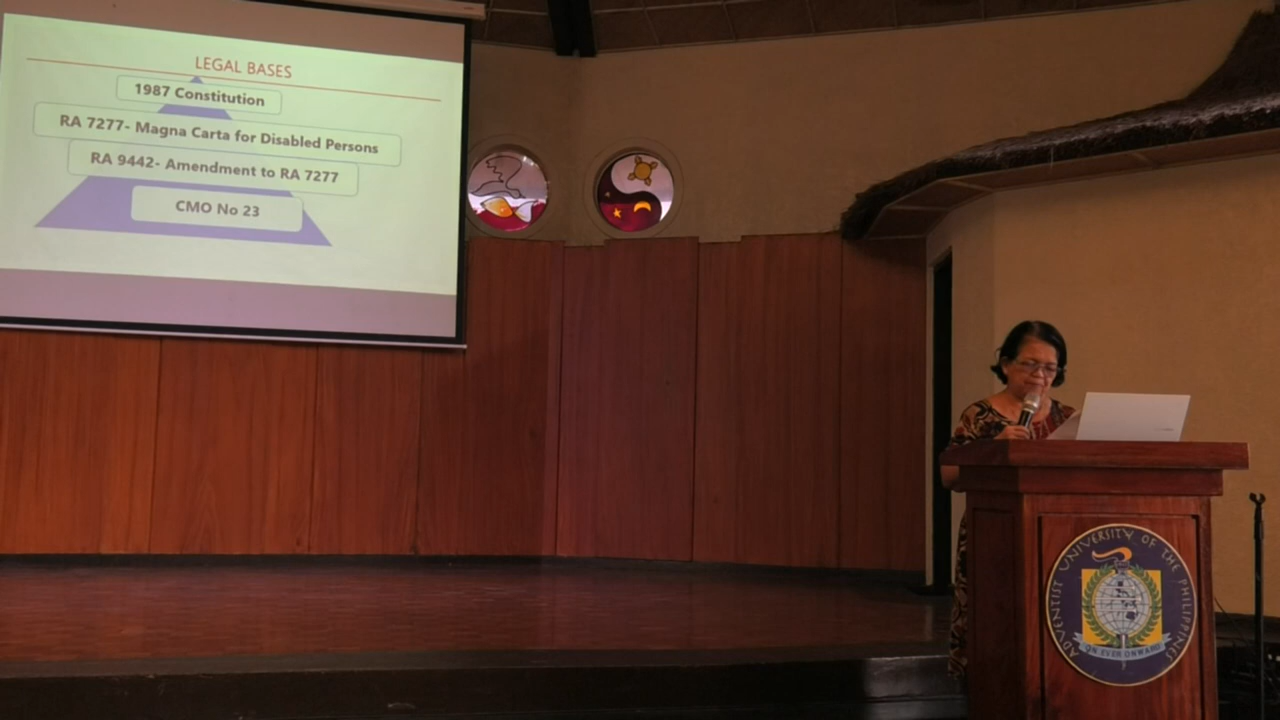 LEGAL BASES
1987 Constitution
RA 7277- Magna Carta for Disabled Persons
RA 9442- Amendment to RA 7277
CMO No 23
ADVENTIST UNIVERSITY OF THE PHILIPPINES
ON EVER ONWARD